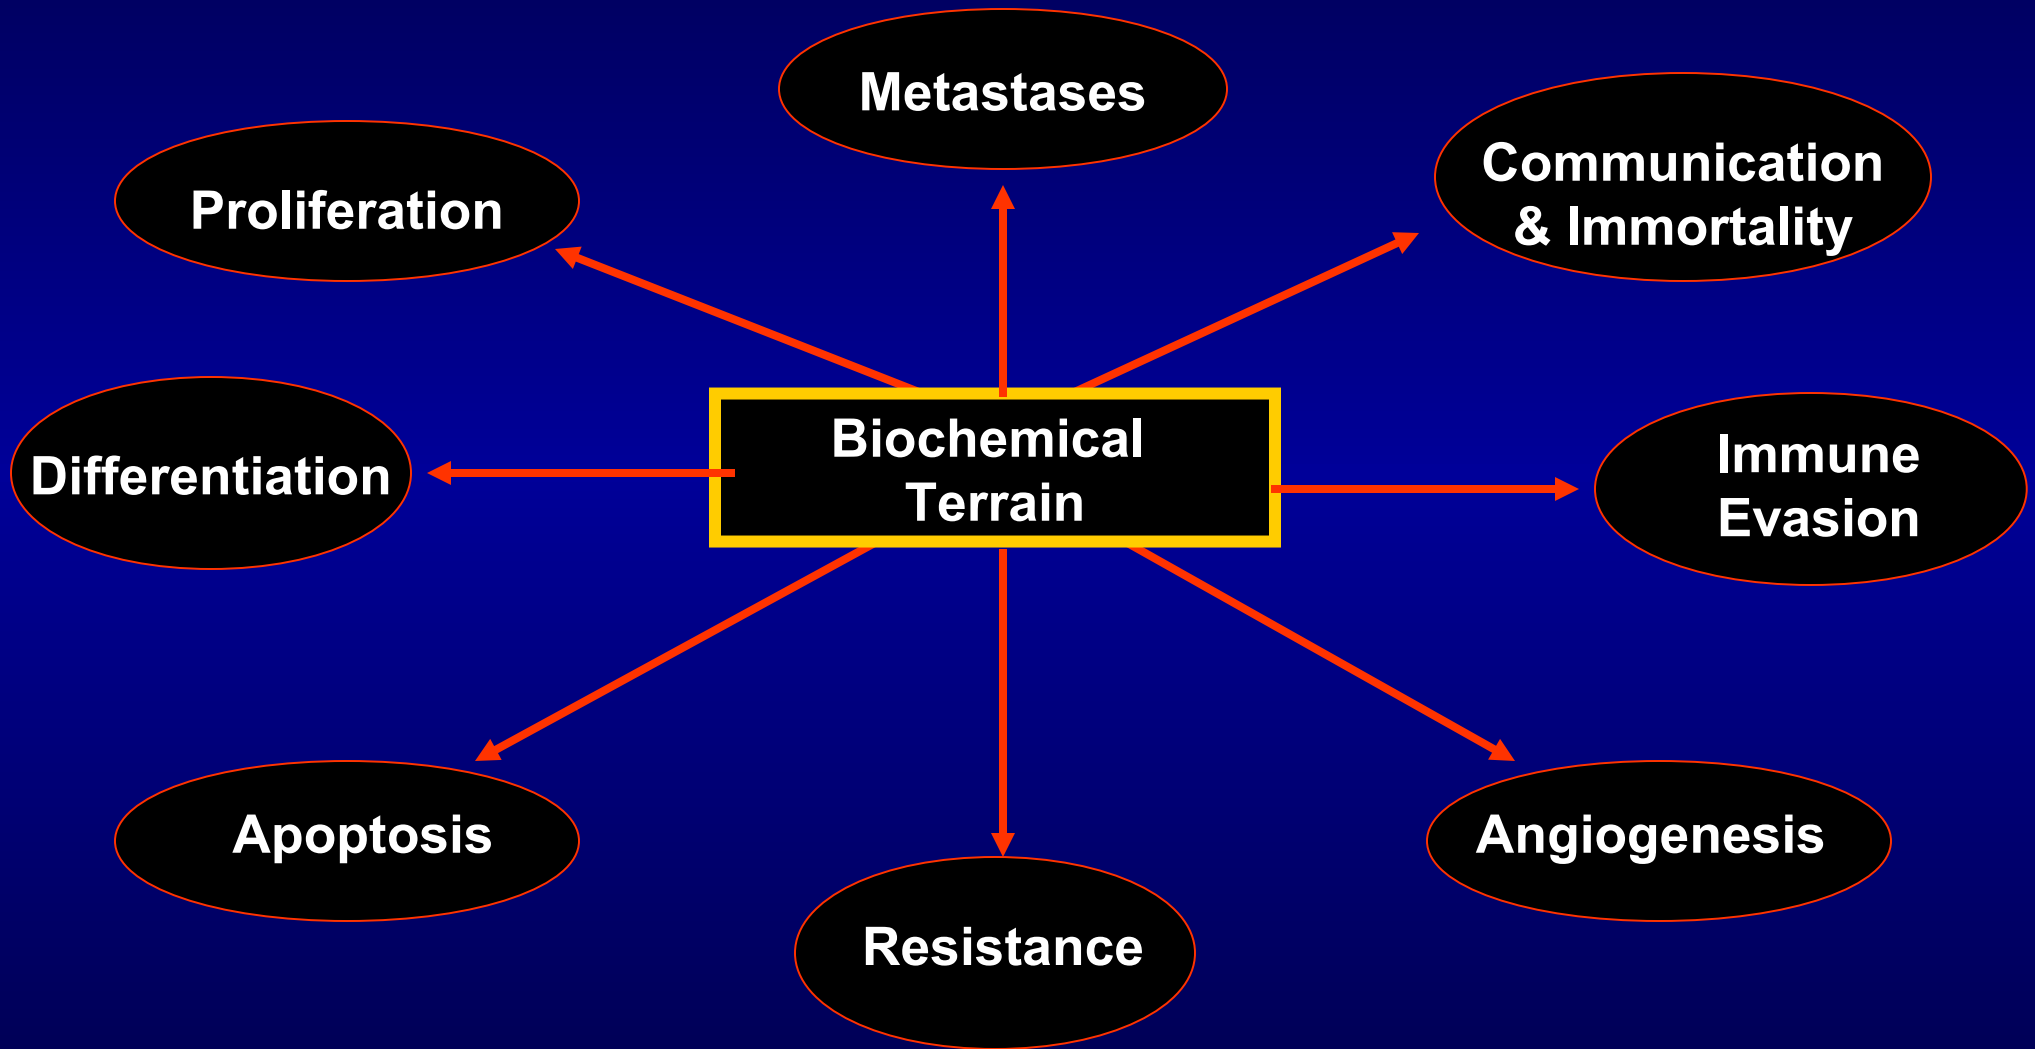 Metastases
Communication
& Immortality
Proliferation
Biochemical
Terrain
Differentiation
Immune
Evasion
Apoptosis
Angiogenesis
Resistance